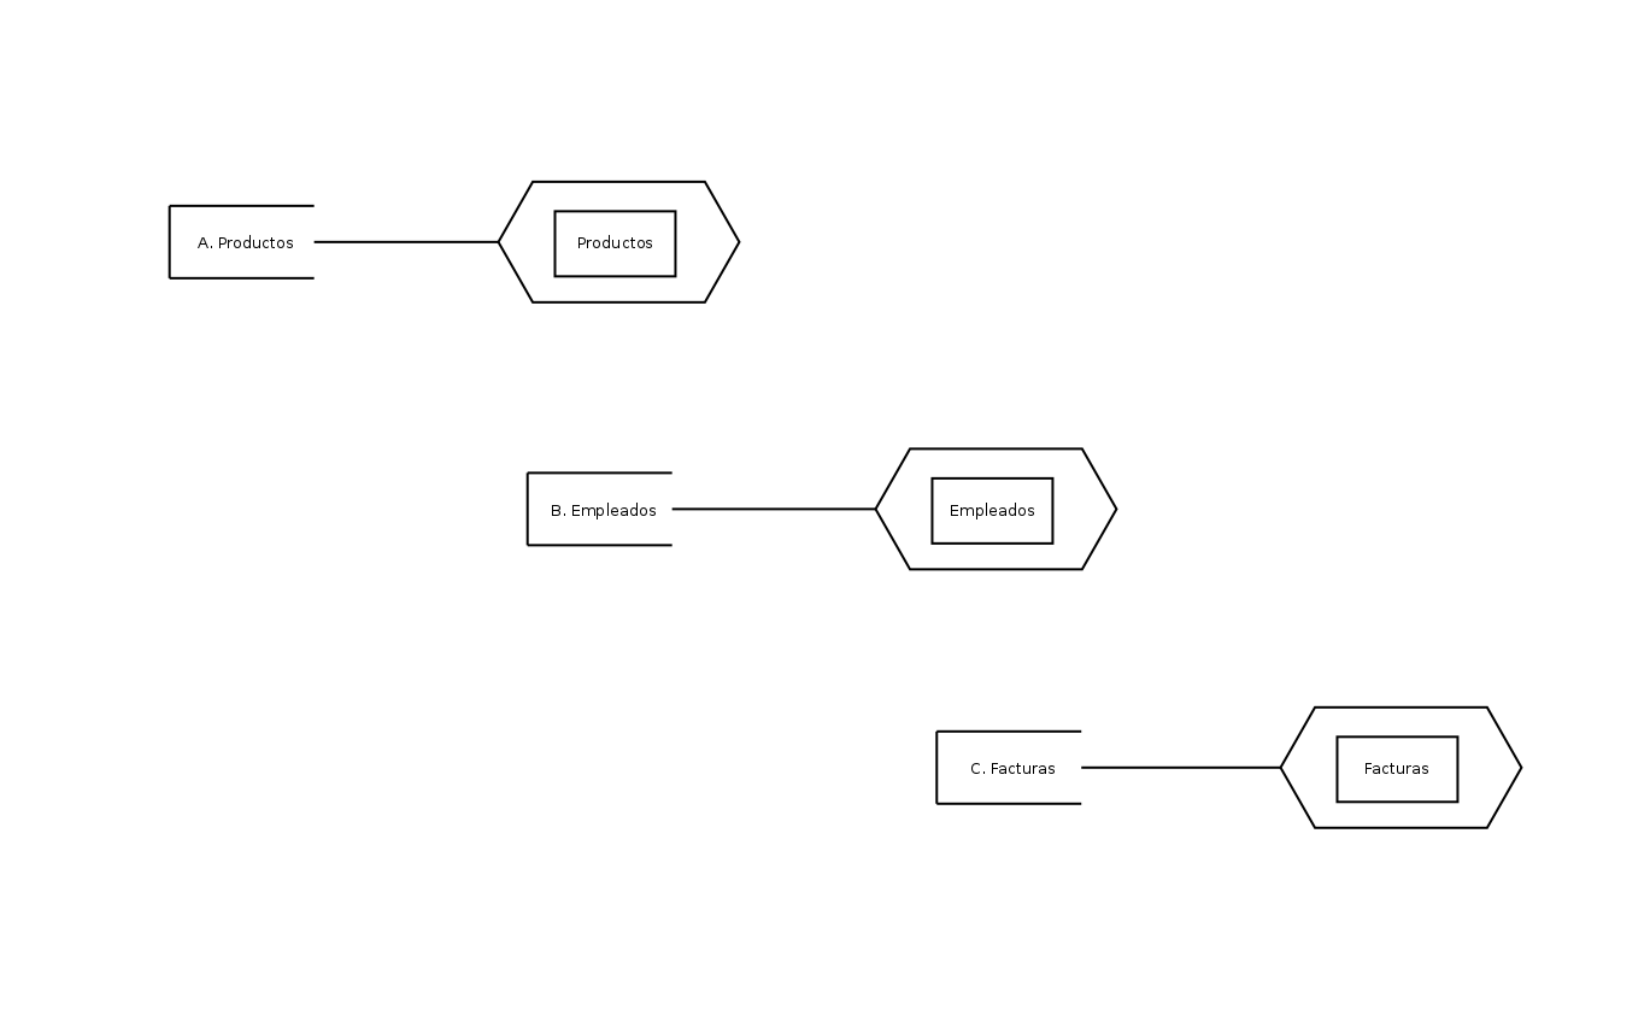 A. Productos
Productos
B. Empleados
Empleados
C. Facturas
Facturas